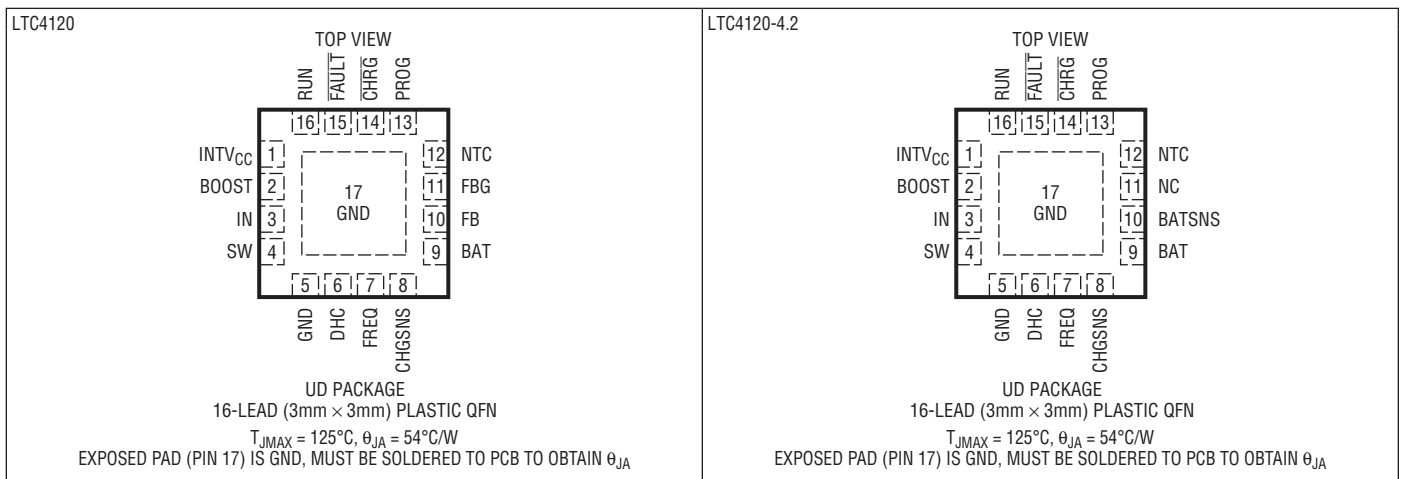 LTC4120
TOP VIEW
RUN
FAULT
CHRG
PROG
16 15 14 13
INTVCC 1
BOOST 2
IN 3
SW 4
17
GND
12 NTC
11 FBG
10 FB
9 BAT
5 6 7 8
GND
DHC
FREQ
CHGSNS
UD PACKAGE
16-LEAD (3mm × 3mm) PLASTIC QFN
TJMAX = 125°C, θJA = 54°C/W
EXPOSED PAD (PIN 17) IS GND, MUST BE SOLDERED TO PCB TO OBTAIN θJA
LTC4120-4.2
TOP VIEW
RUN
FAULT
CHRG
PROG
16 15 14 13
INTVCC 1
BOOST 2
IN 3
SW 4
17
GND
12 NTC
11 NC
10 BATSNS
9 BAT
5 6 7 8
GND
DHC
FREQ
CHGSNS
UD PACKAGE
16-LEAD (3mm × 3mm) PLASTIC QFN
TJMAX = 125°C, θJA = 54°C/W
EXPOSED PAD (PIN 17) IS GND, MUST BE SOLDERED TO PCB TO OBTAIN θJA